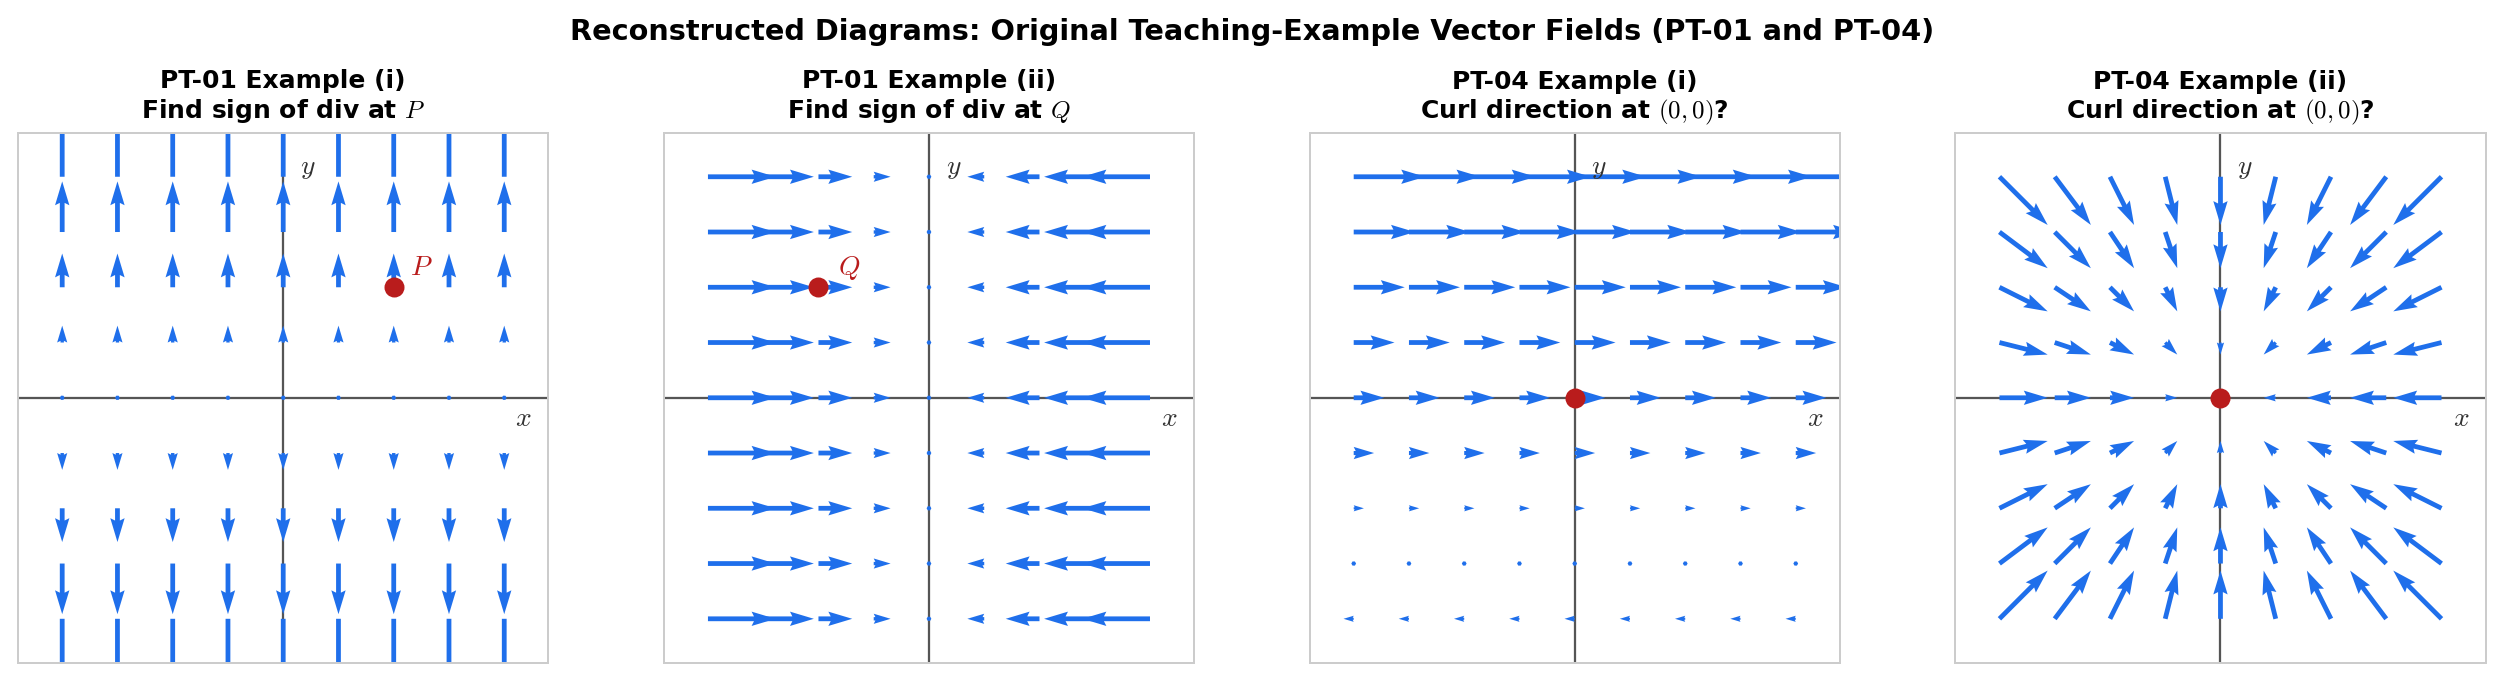 Reconstructed Diagrams: Original Teaching-Example Vector Fields (PT-01 and PT-04)
PT-01 Example (i)
Find sign of div at P
y
P
x
PT-01 Example (ii)
Find sign of div at Q
y
Q
x
PT-04 Example (i)
Curl direction at (0, 0)?
y
x
PT-04 Example (ii)
Curl direction at (0, 0)?
y
x